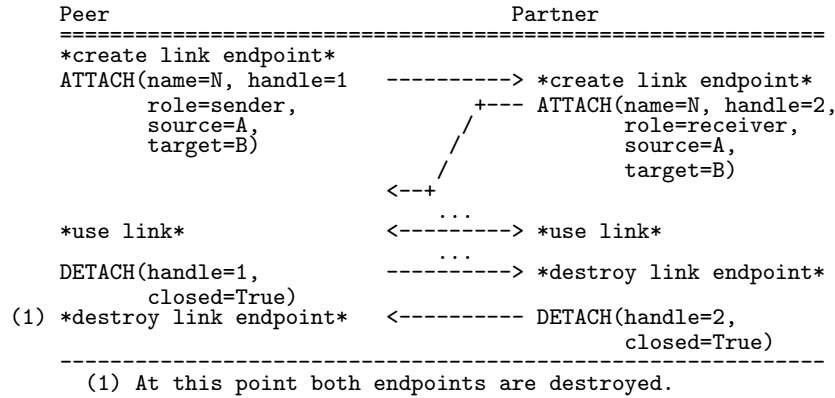 Peer                          Partner
=============================================================
*create link endpoint*
ATTACH(name=N, handle=1   ----------> *create link endpoint*
       role=sender,              +--- ATTACH(name=N, handle=2,
       source=A,                /            role=receiver,
       target=B)               /             source=A,
                              /              target=B)
                          <--+
                              ...
*use link*                <----------> *use link*
                              ...
DETACH(handle=1,          ----------> *destroy link endpoint*
       closed=True)
(1) *destroy link endpoint*   <---------- DETACH(handle=2,
                                             closed=True)
-------------------------------------------------------------
(1) At this point both endpoints are destroyed.